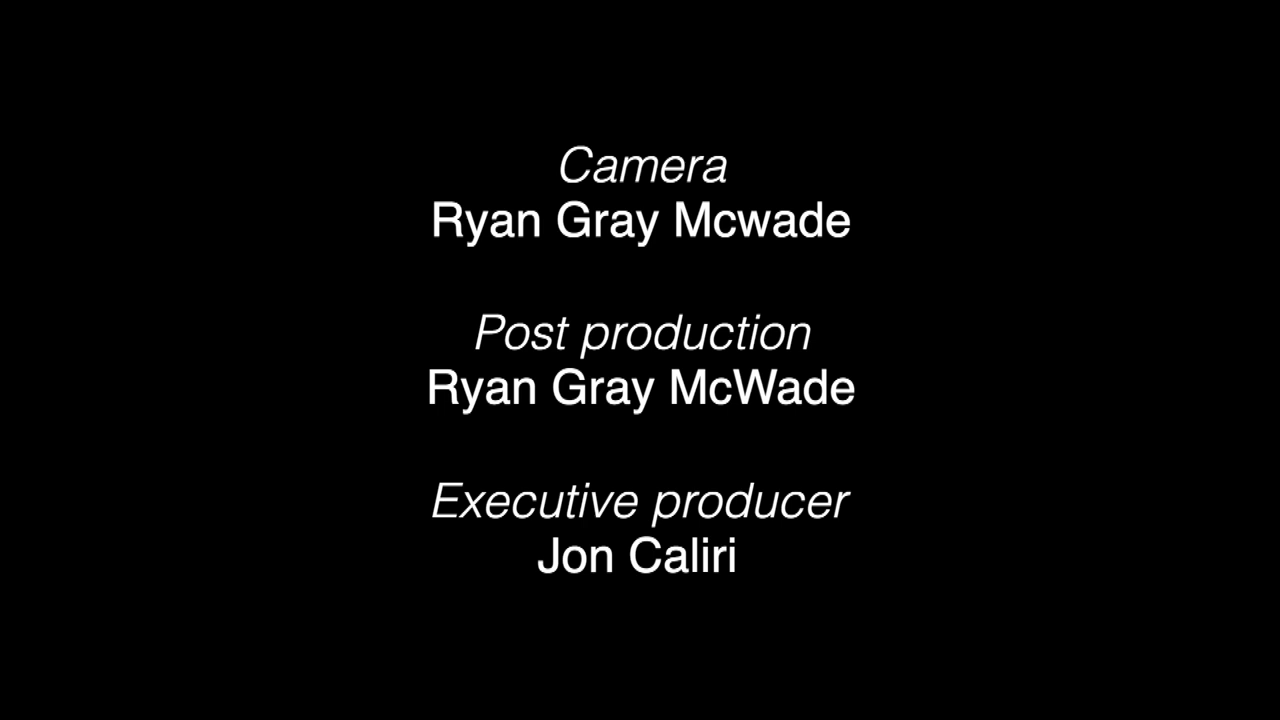 Camera
Ryan Gray Mcwade
Post production
Ryan Gray McWade
Executive producer
Jon Caliri